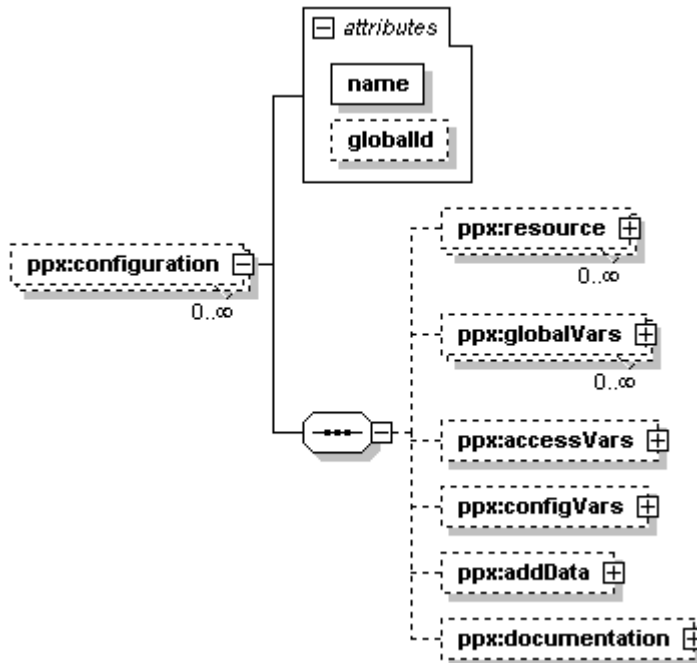 attributes
name
globalId
ppx:configuration
0..∞
ppx:resource
0..∞
ppx:globalVars
0..∞
ppx:accessVars
ppx:configVars
ppx:addData
ppx:documentation